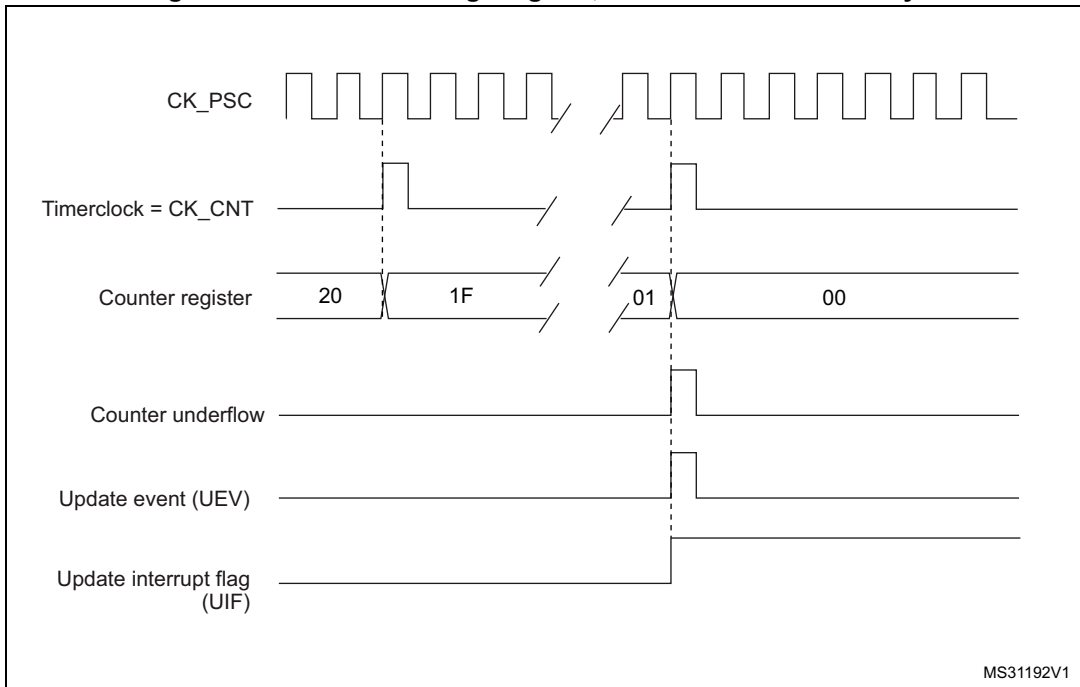 CK_PSC
Timerclock = CK_CNT
Counter register
20
1F
01
00
Counter underflow
Update event (UEV)
Update interrupt flag
(UIF)
MS31192V1